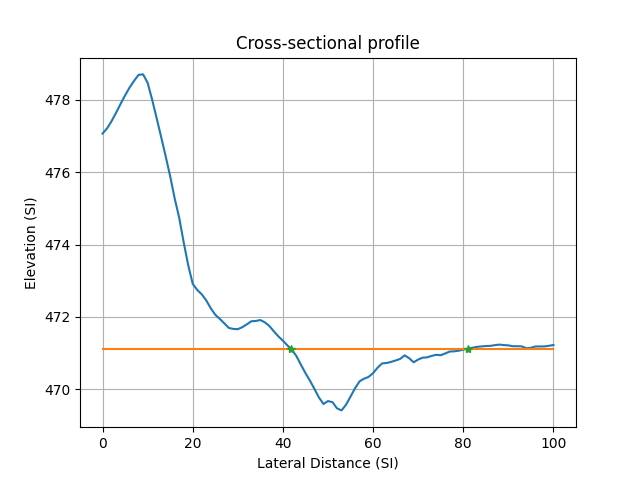 Cross-sectional profile
Elevation (SI)
478
476
474
472
470
0 20 40 60 80 100
Lateral Distance (SI)